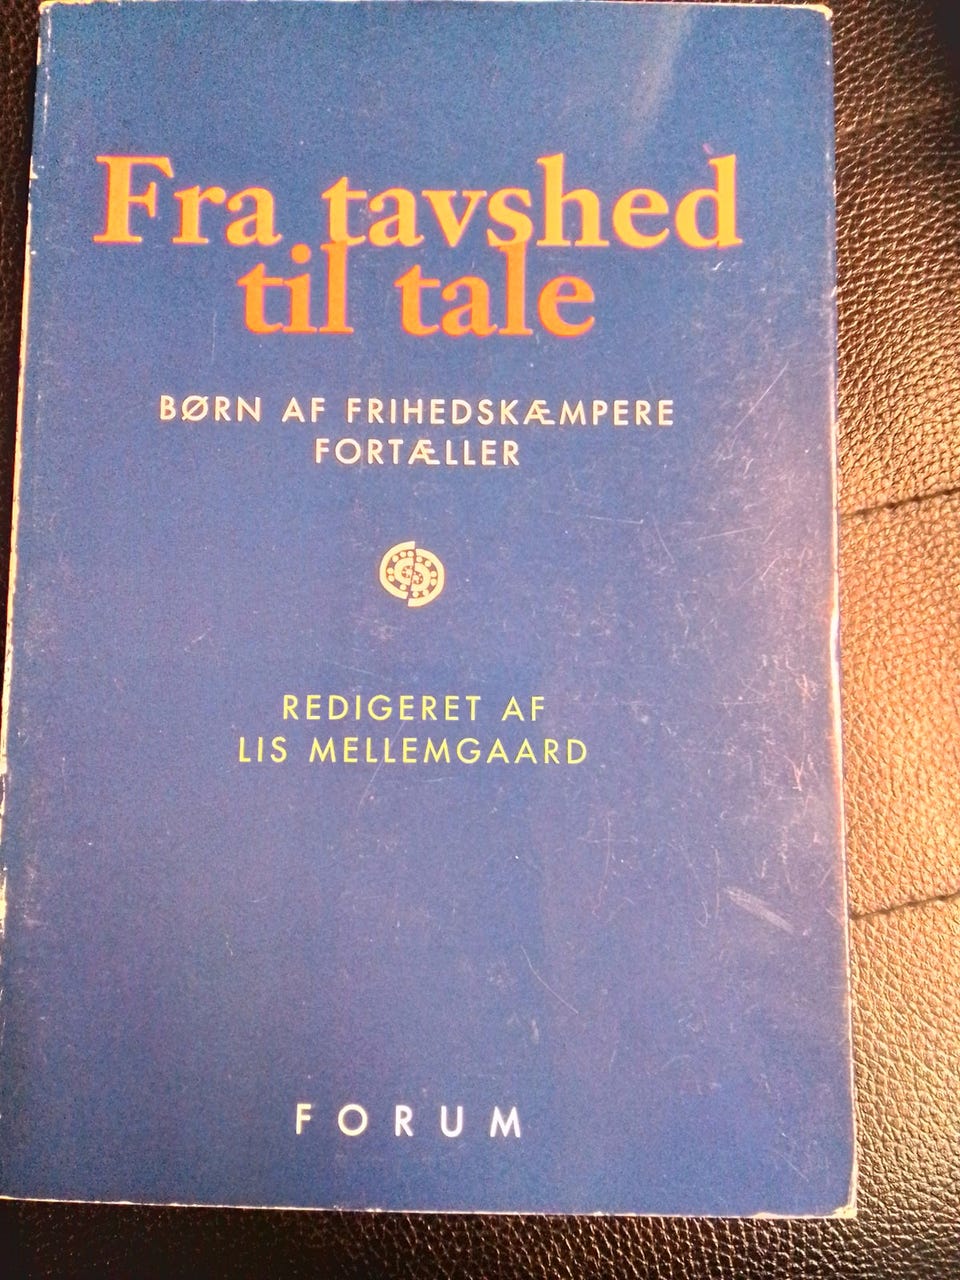 Fra tavshed
til tale
BØRN AF FRIHEDSKÆMPERE
FORTÆLLER
REDIGERET AF
LIS MELLEMGAARD
FORUM